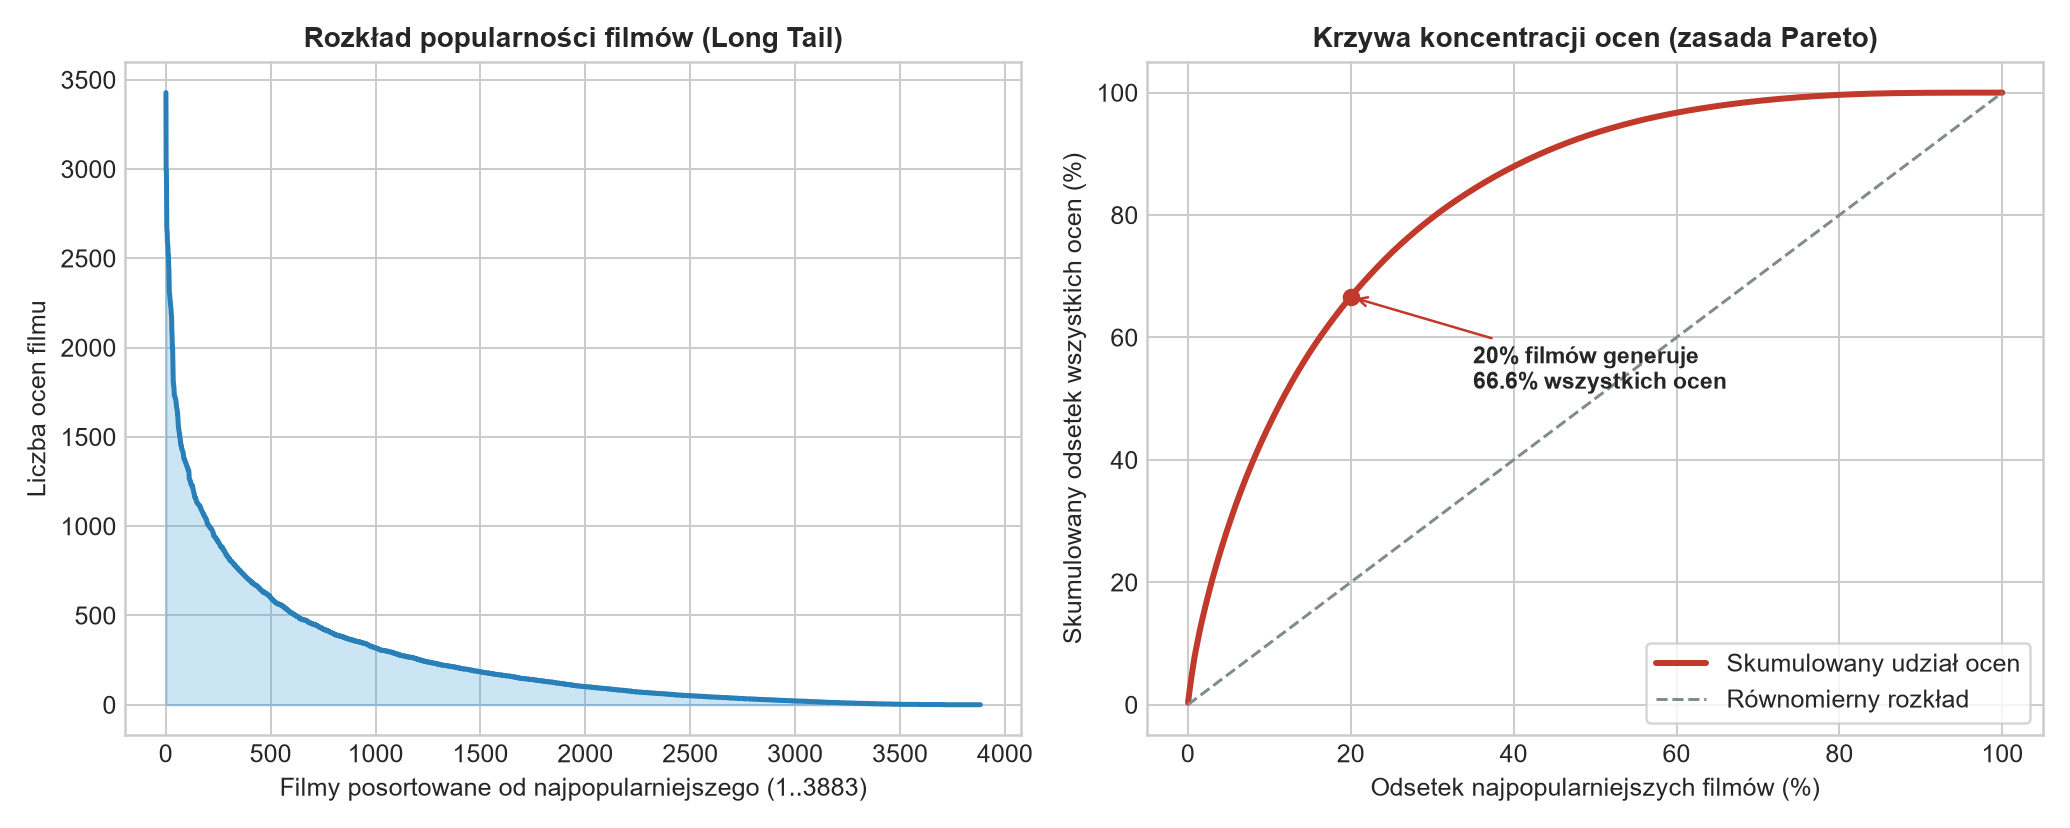 Rozkład popularności filmów (Long Tail)
Liczba ocen filmu
3500
3000
2500
2000
1500
1000
500
0
0 500 1000 1500 2000 2500 3000 3500 4000
Filmy posortowane od najpopularniejszego (1..3883)
Krzywa koncentracji ocen (zasada Pareto)
Skumulowany odsetek wszystkich ocen (%)
100
80
60
40
20
0
20% filmów generuje
66.6% wszystkich ocen
Skumulowany udział ocen
Równomierny rozkład
0 20 40 60 80 100
Odsetek najpopularniejszych filmów (%)